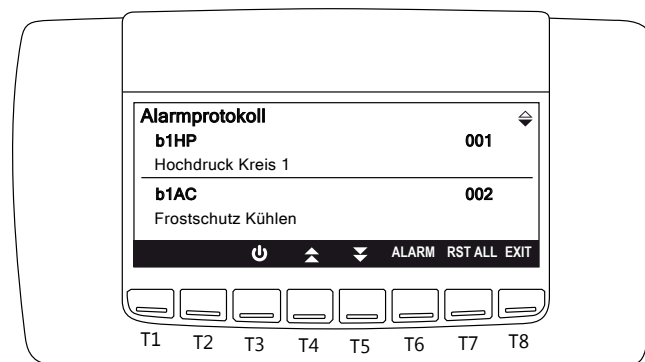 Alarmprotokoll
b1HP 001
Hochdruck Kreis 1
b1AC 002
Frostschutz Kühlen
ALARM RST ALL EXIT
T1 T2 T3 T4 T5 T6 T7 T8